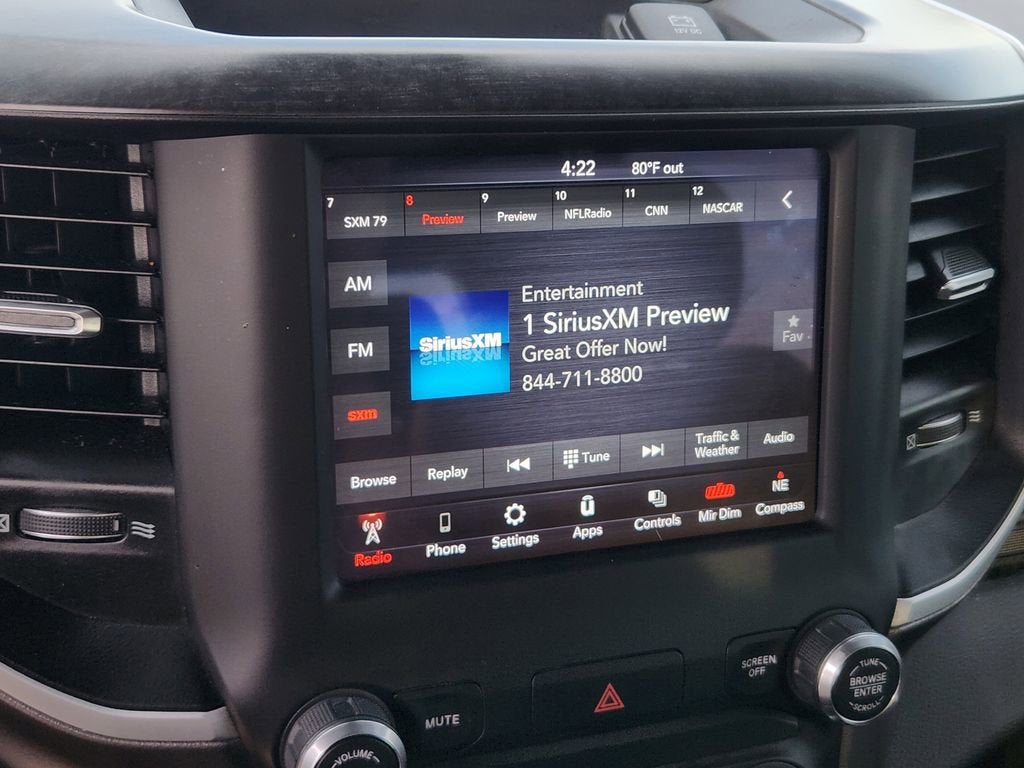 12V DC
4:22 80°F out
7 SXM 79 8 Preview 9 Preview 10 NFLRadio 11 CNN 12 NASCAR
AM
FM
sxm
SiriusXM
Entertainment
1 SiriusXM Preview
Great Offer Now!
844-711-8800
Fav
Browse Replay Tune Traffic & Weather Audio
Radio Phone Settings Apps Controls Mir Dim NE Compass
VOLUME
MUTE
SCREEN
OFF
TUNE
BROWSE
ENTER
SCROLL